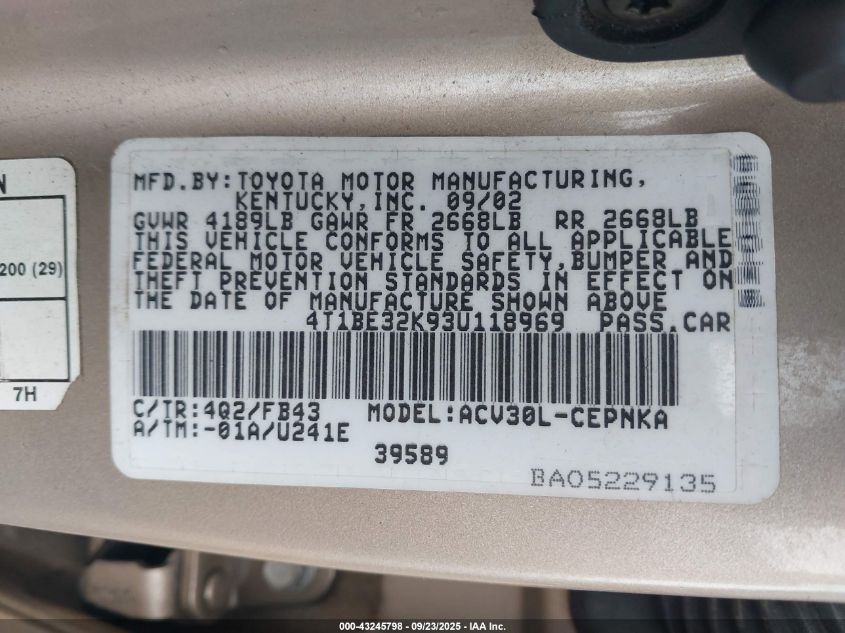 MFD.BY:TOYOTA MOTOR MANUFACTURING,
KENTUCKY,INC. 09/02
GVWR 4189LB GAWR FR 2668LB RR 2668LB
THIS VEHICLE CONFORMS TO ALL APPLICABLE
FEDERAL MOTOR VEHICLE SAFETY,BUMPER AND
THEFT PREVENTION STANDARDS IN EFFECT ON
THE DATE OF MANUFACTURE SHOWN ABOVE
4T1BE32K93U118969 PASS.CAR
C/TR:4Q2/FB43 MODEL:ACV30L-CEPNKA
A/TM:-01A/U241E
39589
BA05229135
N
200 (29)
7H
000-43245798 - 09/23/2025 - IAA Inc.